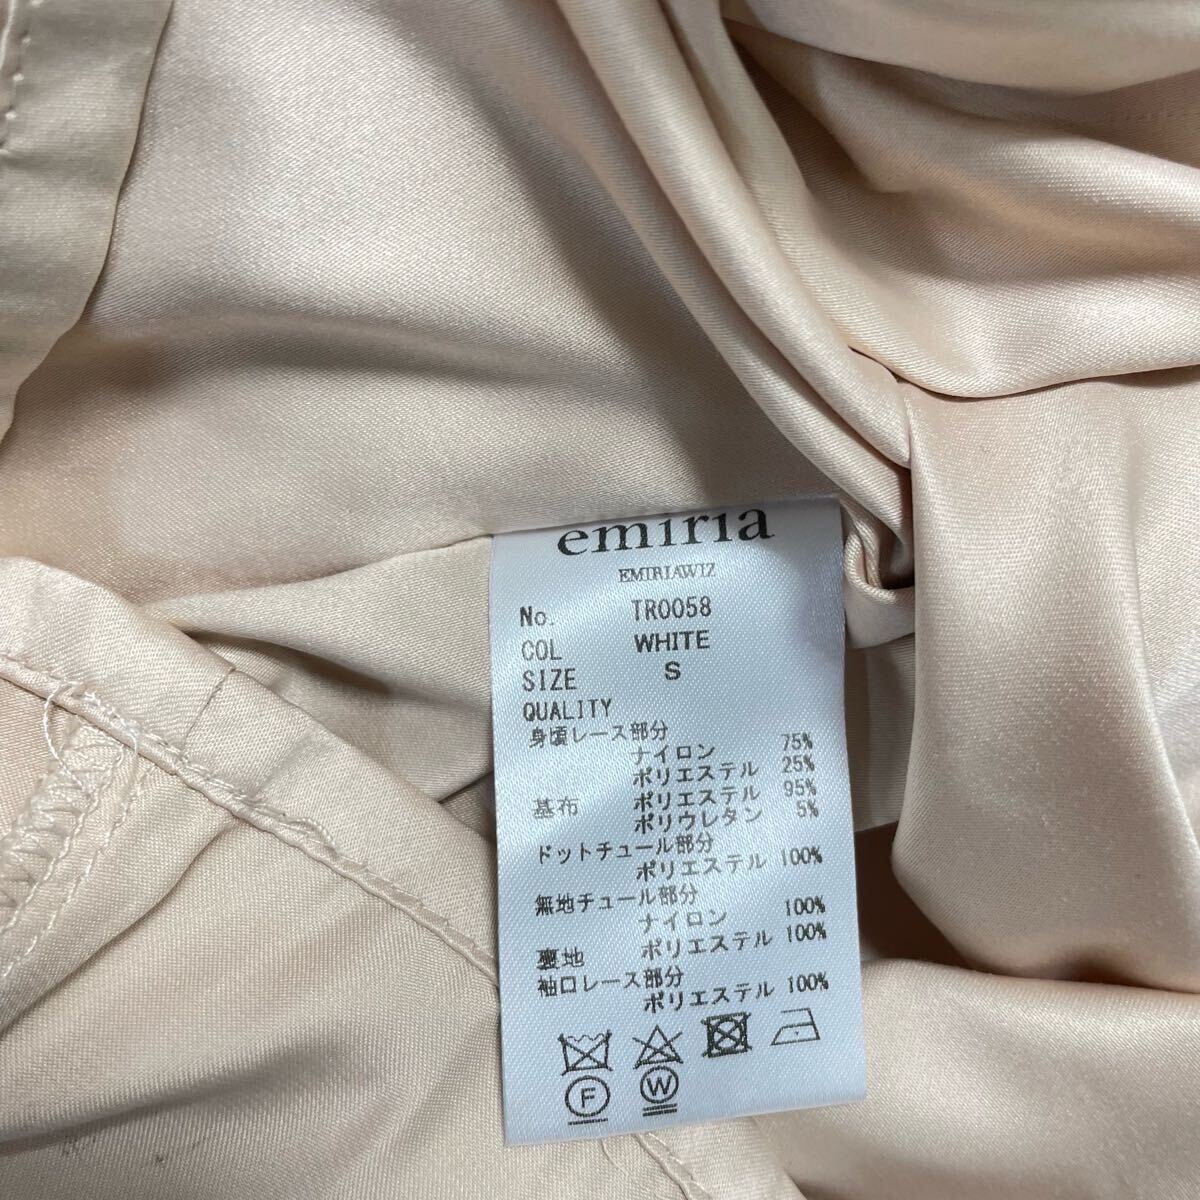 emiria
EMIRIAWIZ
No. TR0058
COL WHITE
SIZE S
QUALITY
身頃レース部分
ナイロン 75%
ポリエステル 25%
基布 ポリエステル 95%
ポリウレタン 5%
ドットチュール部分
ポリエステル 100%
無地チュール部分
ナイロン 100%
裏地 ポリエステル 100%
袖口レース部分
ポリエステル 100%
F W